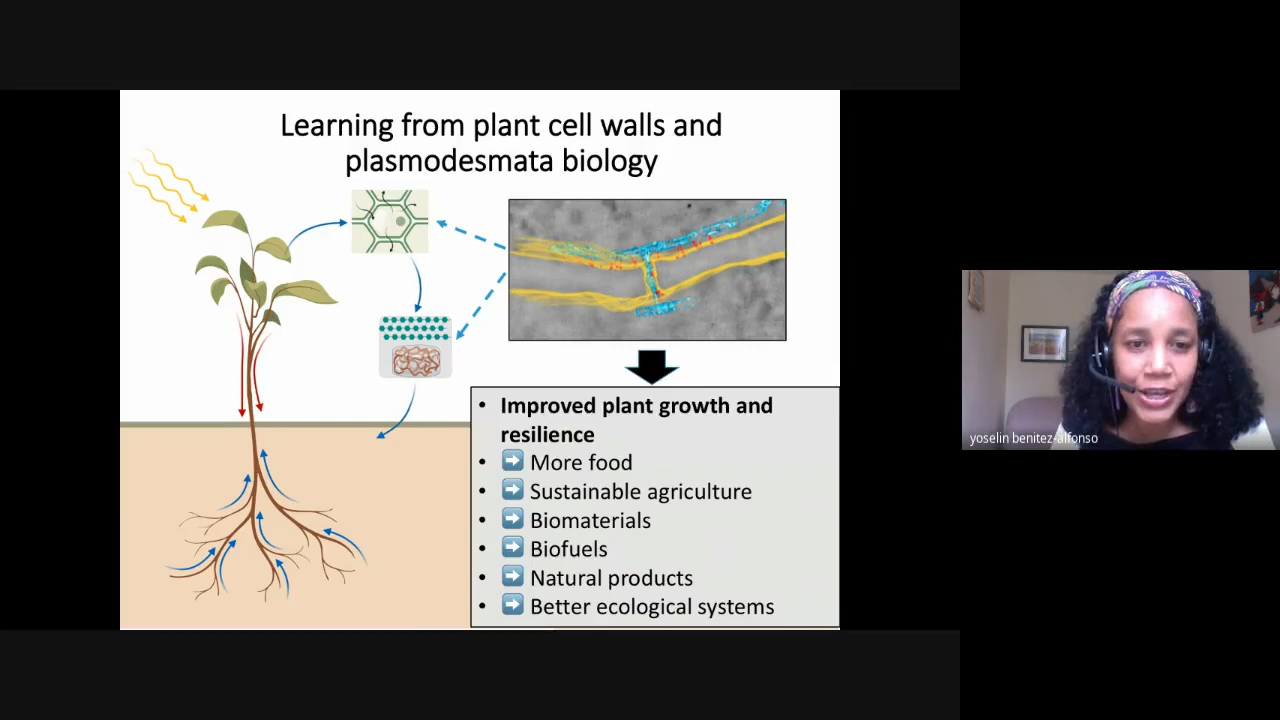 Learning from plant cell walls and
plasmodesmata biology
• Improved plant growth and
resilience
• ➡ More food
• ➡ Sustainable agriculture
• ➡ Biomaterials
• ➡ Biofuels
• ➡ Natural products
• ➡ Better ecological systems
yoselin benitez-alfonso